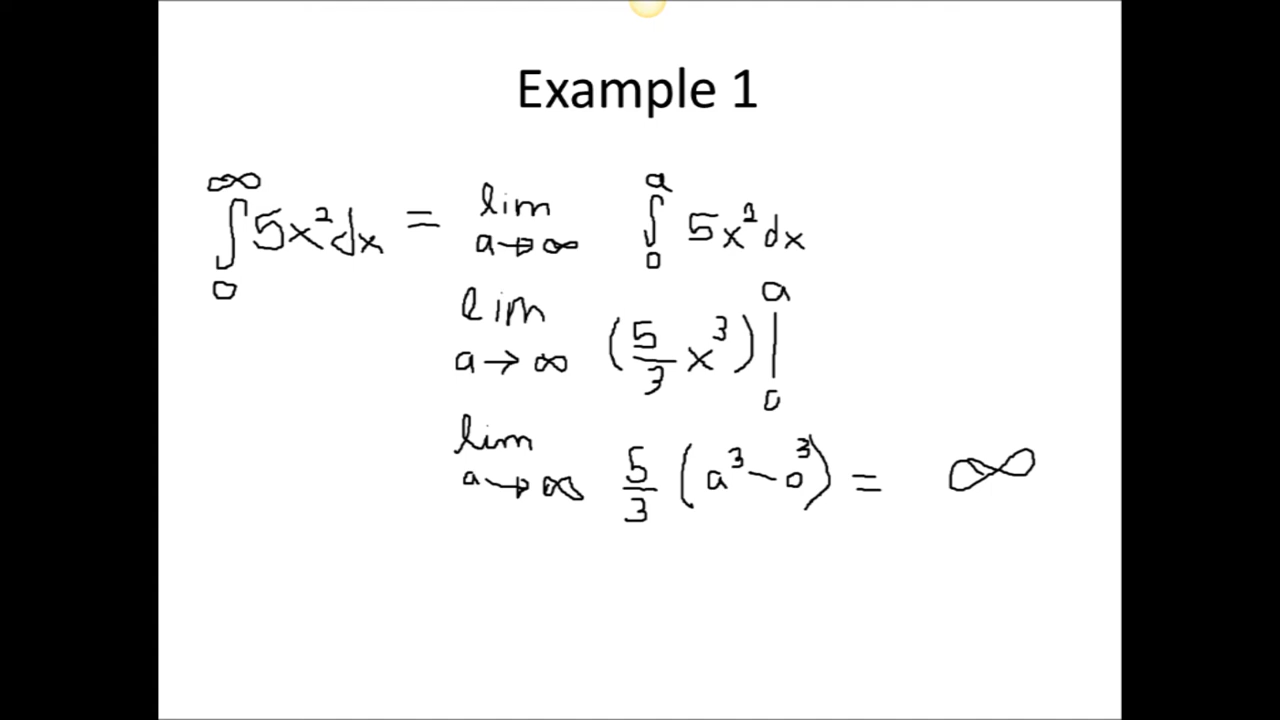 Example 1
∫₀^∞ 5x² dx = lim a→∞ ∫₀^a 5x² dx
lim a→∞ (5/3 x³) |₀^a
lim a→∞ 5/3 (a³ − 0³) = ∞